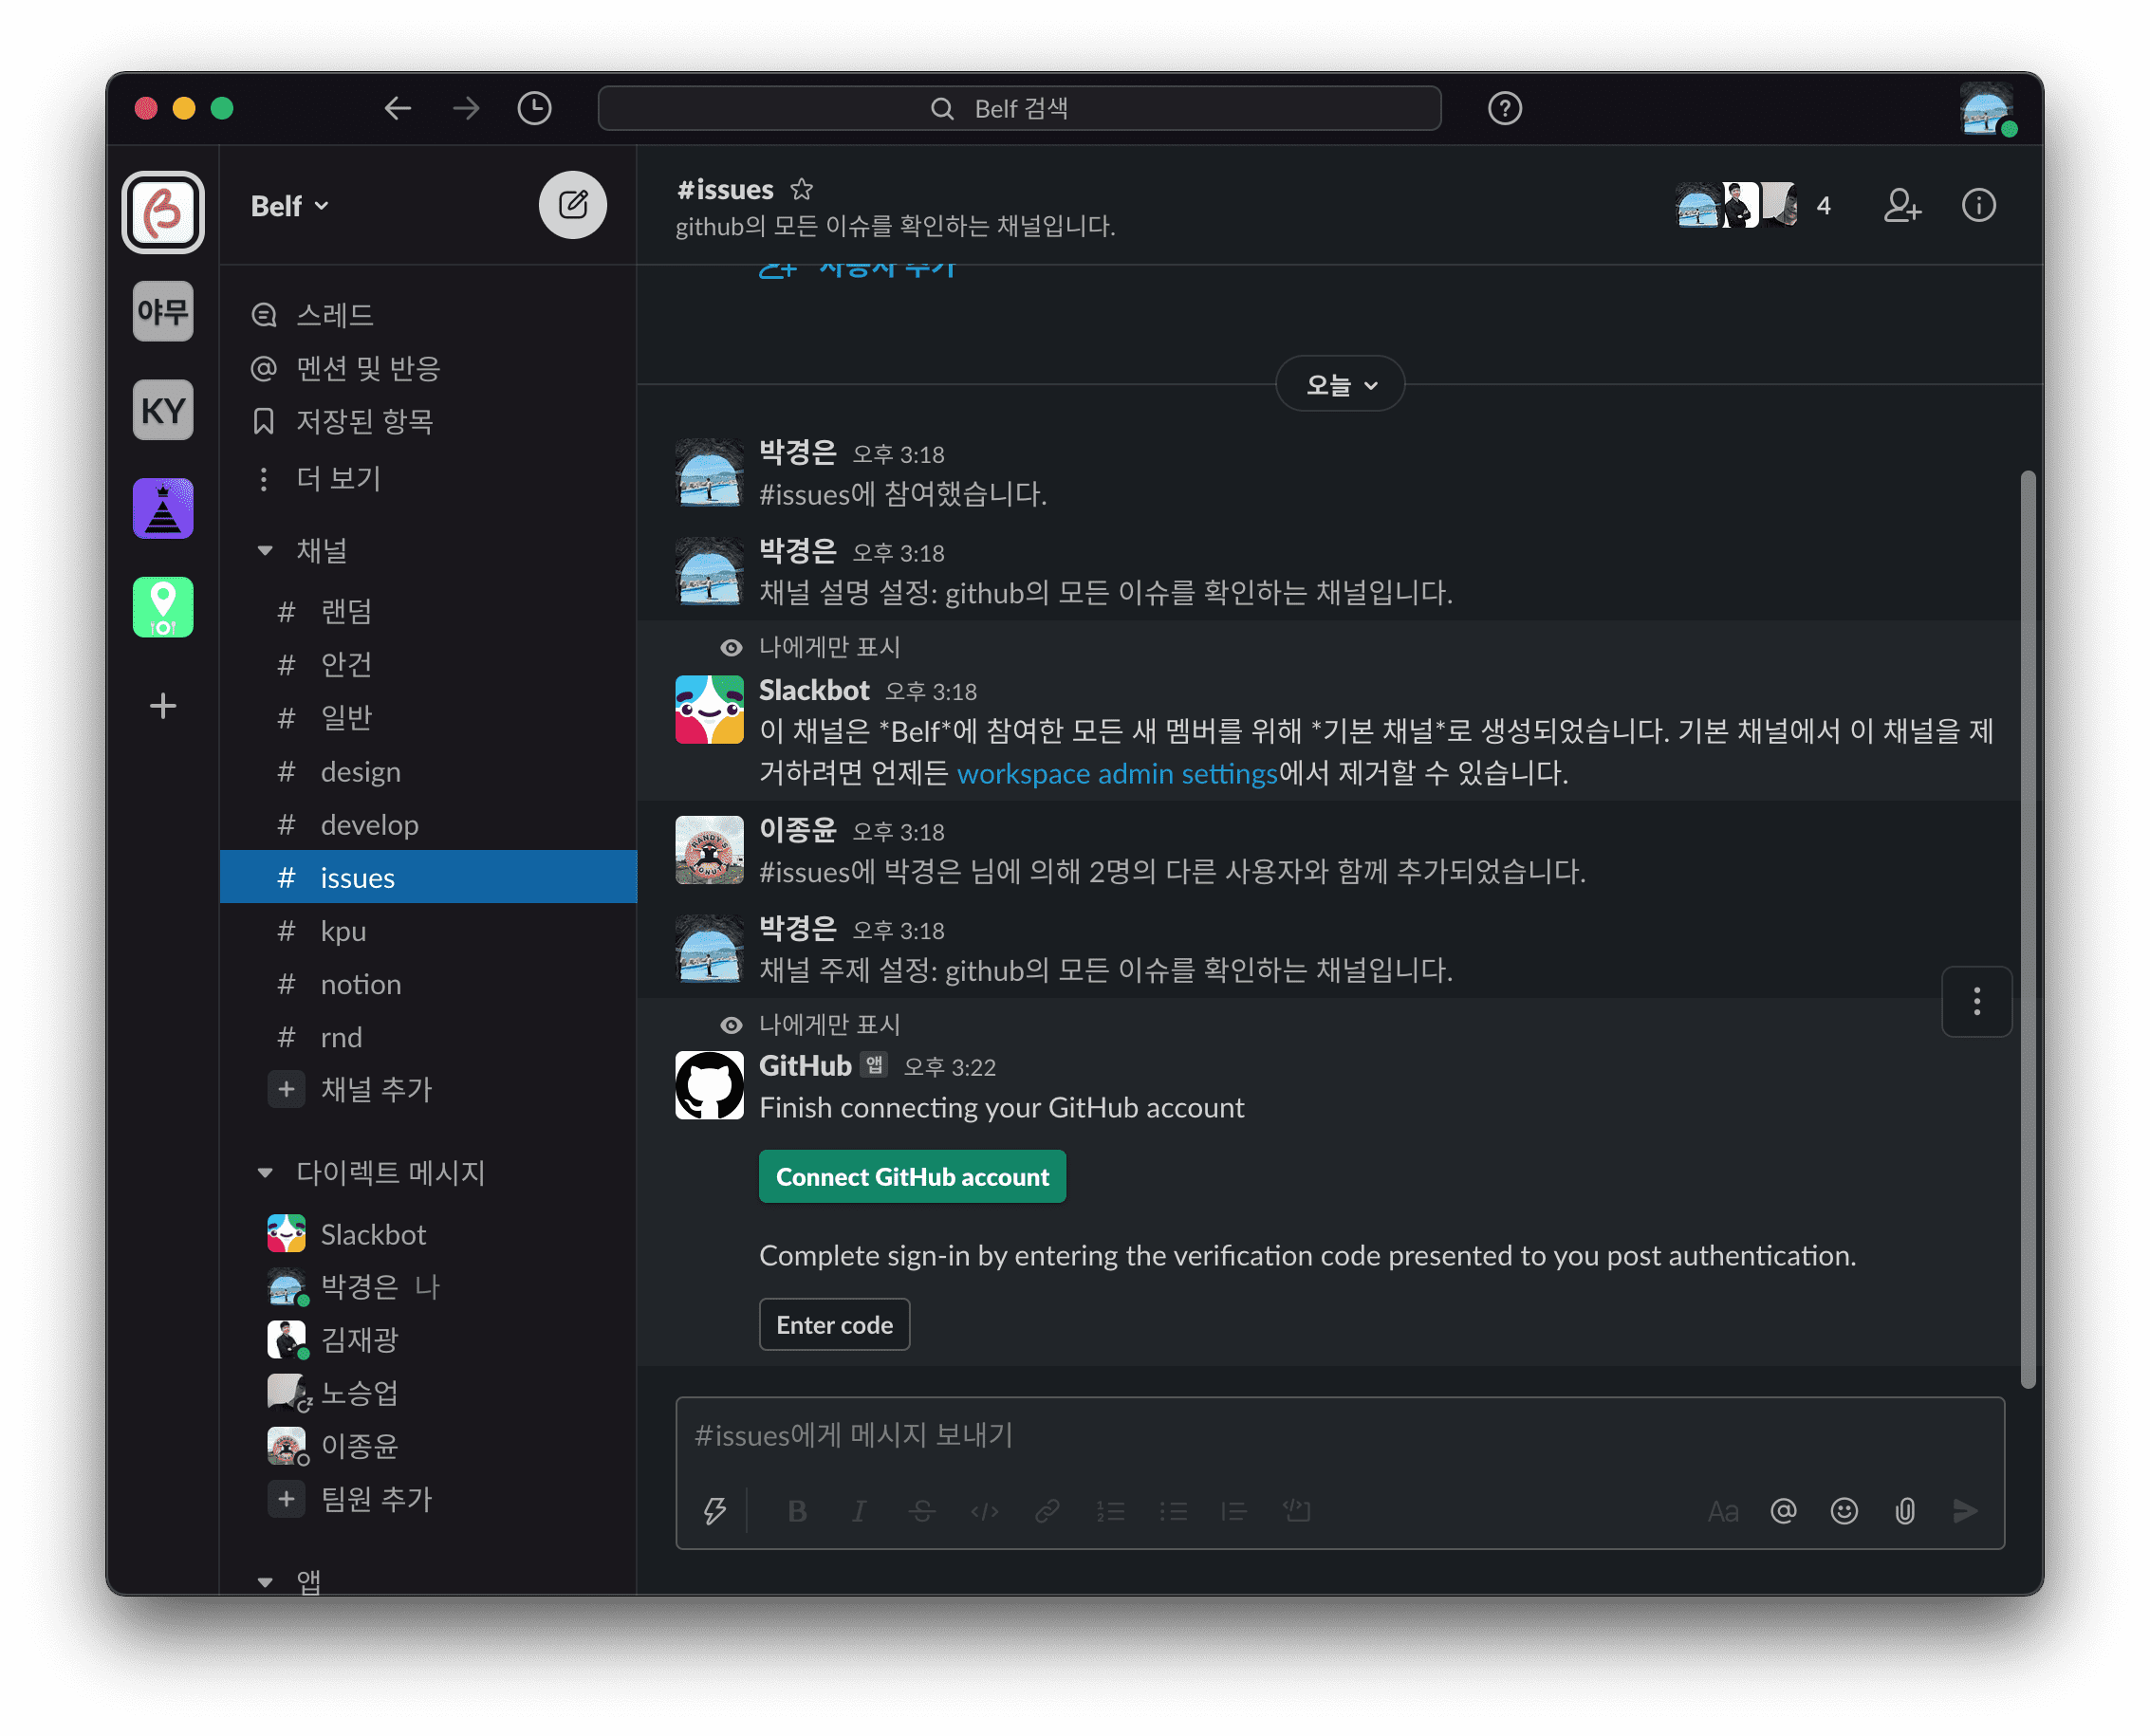 Belf 검색
야무
KY
Belf
스레드
멘션 및 반응
저장된 항목
더 보기
채널
# 랜덤
# 안건
# 일반
# design
# develop
# issues
# kpu
# notion
# rnd
+ 채널 추가
다이렉트 메시지
Slackbot
박경은 나
김재광
노승업
이종윤
+ 팀원 추가
앱
#issues
github의 모든 이슈를 확인하는 채널입니다.
4
사용자 추가
오늘
박경은 오후 3:18
#issues에 참여했습니다.
박경은 오후 3:18
채널 설명 설정: github의 모든 이슈를 확인하는 채널입니다.
나에게만 표시
Slackbot 오후 3:18
이 채널은 *Belf*에 참여한 모든 새 멤버를 위해 *기본 채널*로 생성되었습니다. 기본 채널에서 이 채널을 제
거하려면 언제든 workspace admin settings에서 제거할 수 있습니다.
이종윤 오후 3:18
#issues에 박경은 님에 의해 2명의 다른 사용자와 함께 추가되었습니다.
박경은 오후 3:18
채널 주제 설정: github의 모든 이슈를 확인하는 채널입니다.
나에게만 표시
GitHub 앱 오후 3:22
Finish connecting your GitHub account
Connect GitHub account
Complete sign-in by entering the verification code presented to you post authentication.
Enter code
#issues에게 메시지 보내기
B I S Aa @